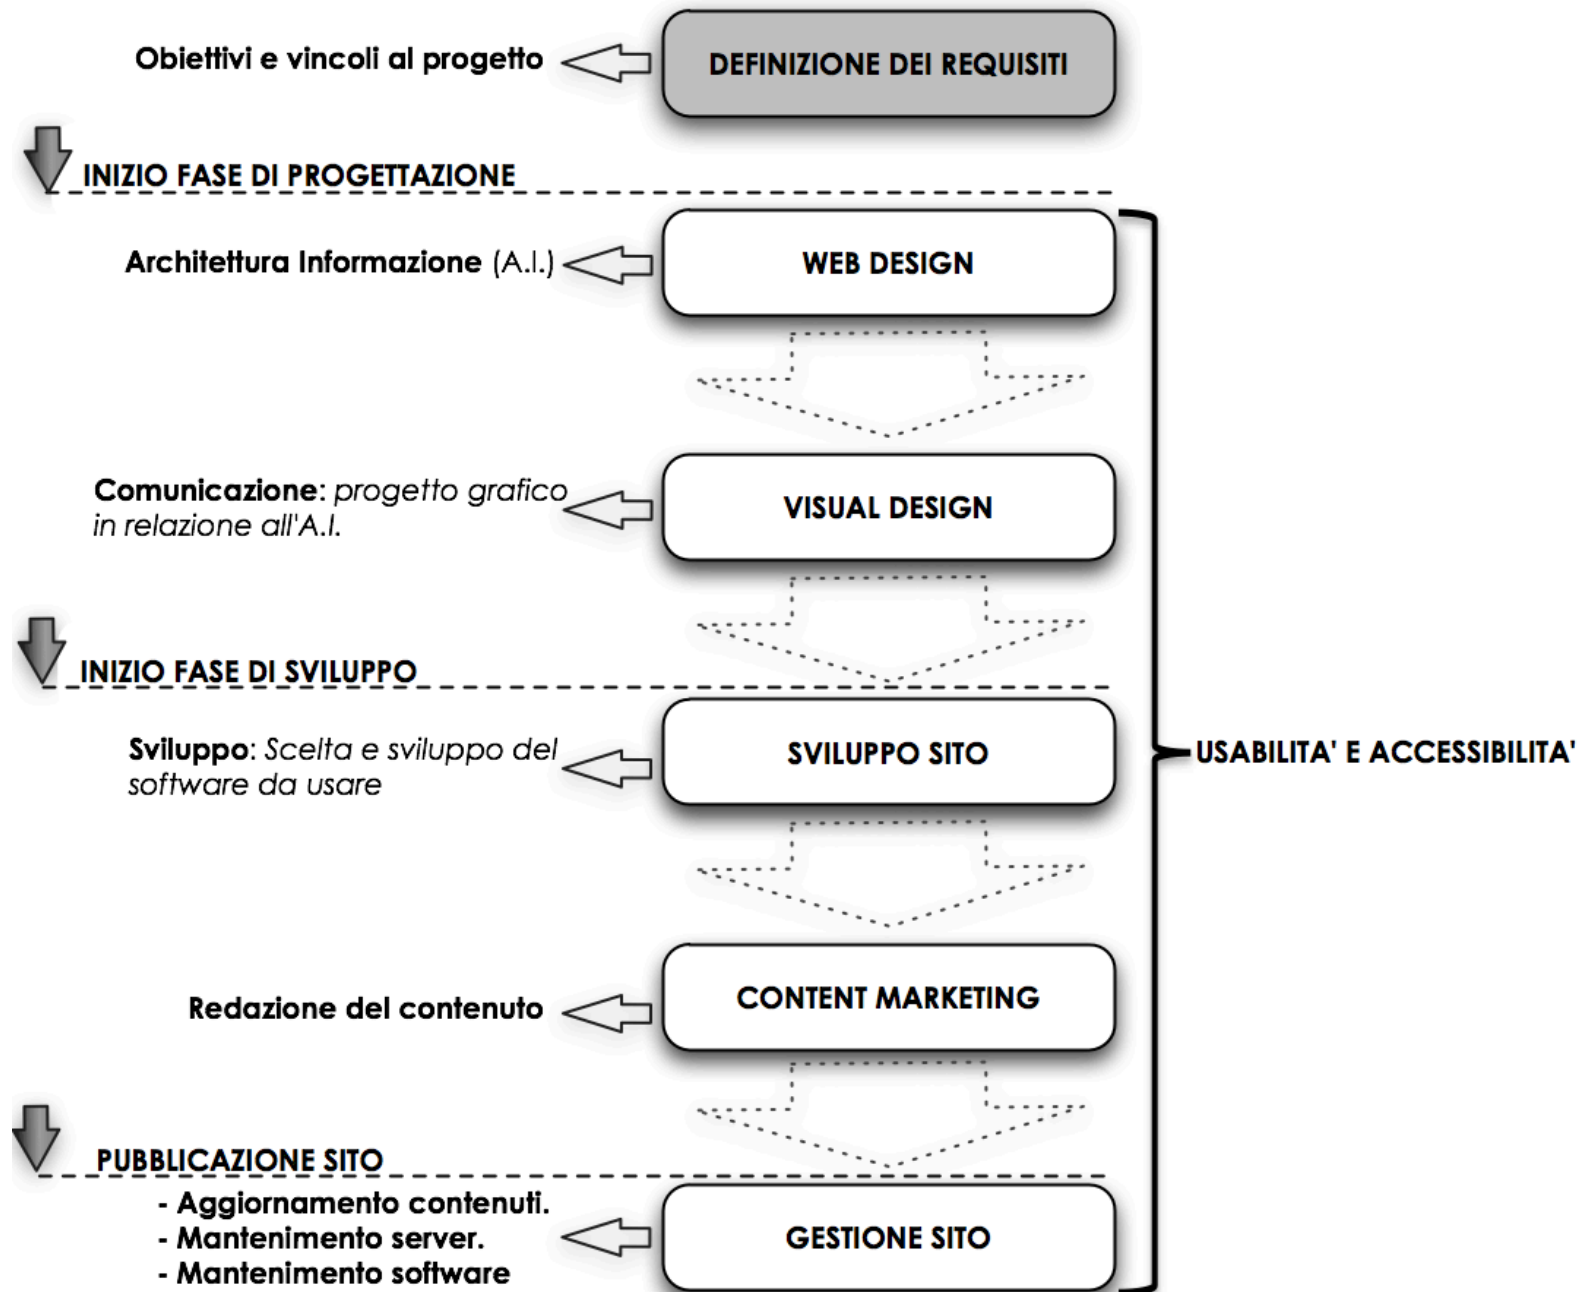 Obiettivi e vincoli al progetto
DEFINIZIONE DEI REQUISITI
INIZIO FASE DI PROGETTAZIONE
Architettura Informazione (A.I.)
WEB DESIGN
Comunicazione: progetto grafico
in relazione all'A.I.
VISUAL DESIGN
INIZIO FASE DI SVILUPPO
Sviluppo: Scelta e sviluppo del
software da usare
SVILUPPO SITO
USABILITA' E ACCESSIBILITA'
Redazione del contenuto
CONTENT MARKETING
PUBBLICAZIONE SITO
- Aggiornamento contenuti.
- Mantenimento server.
- Mantenimento software
GESTIONE SITO